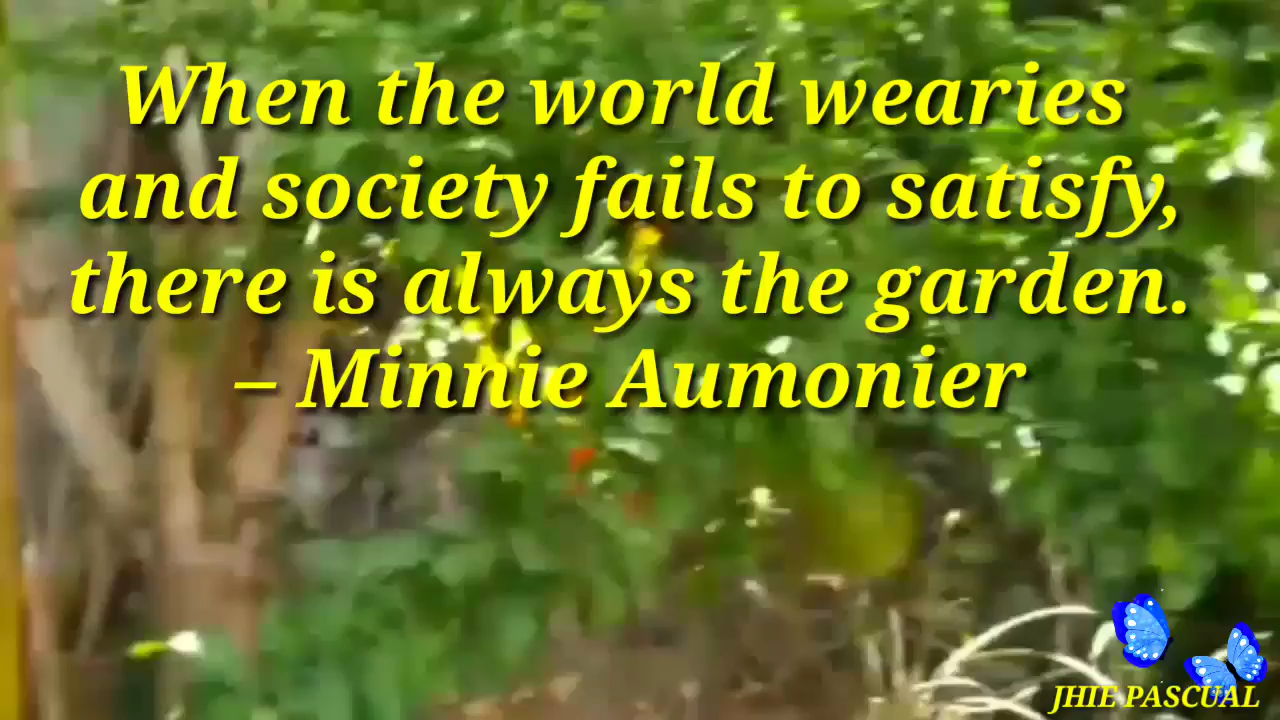 When the world wearies
and society fails to satisfy,
there is always the garden.
– Minnie Aumonier
JHIE PASCUAL